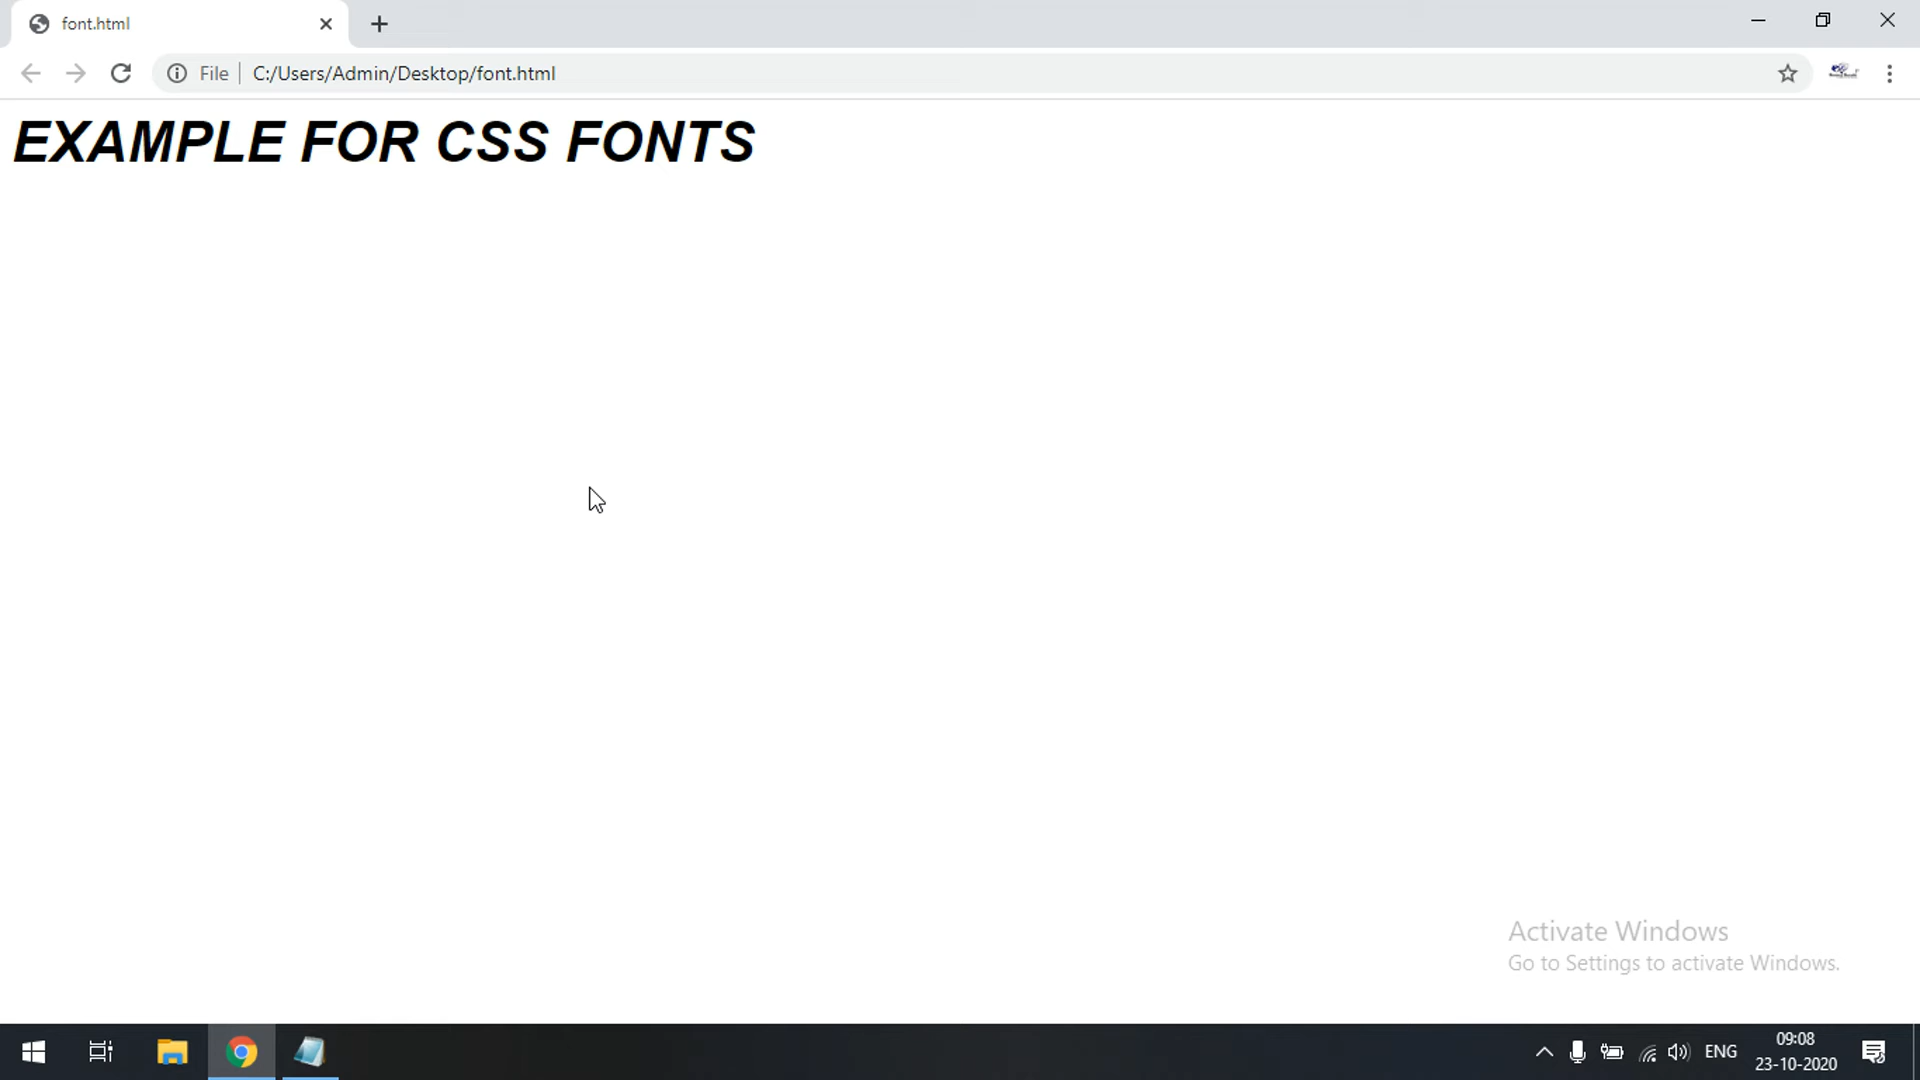 font.html
File
C:/Users/Admin/Desktop/font.html
EXAMPLE FOR CSS FONTS
Activate Windows
Go to Settings to activate Windows.
ENG
09:08
23-10-2020